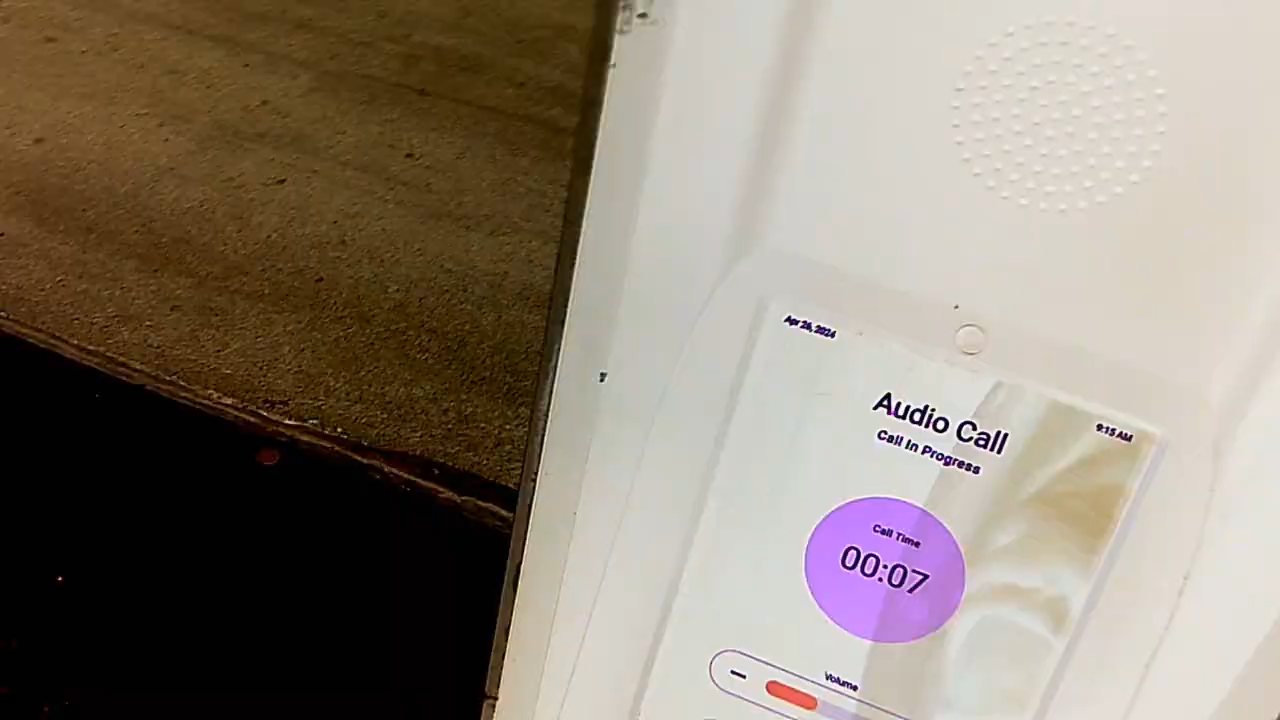 Apr 26, 2024
9:15 AM
Audio Call
Call In Progress
Call Time
00:07
Volume